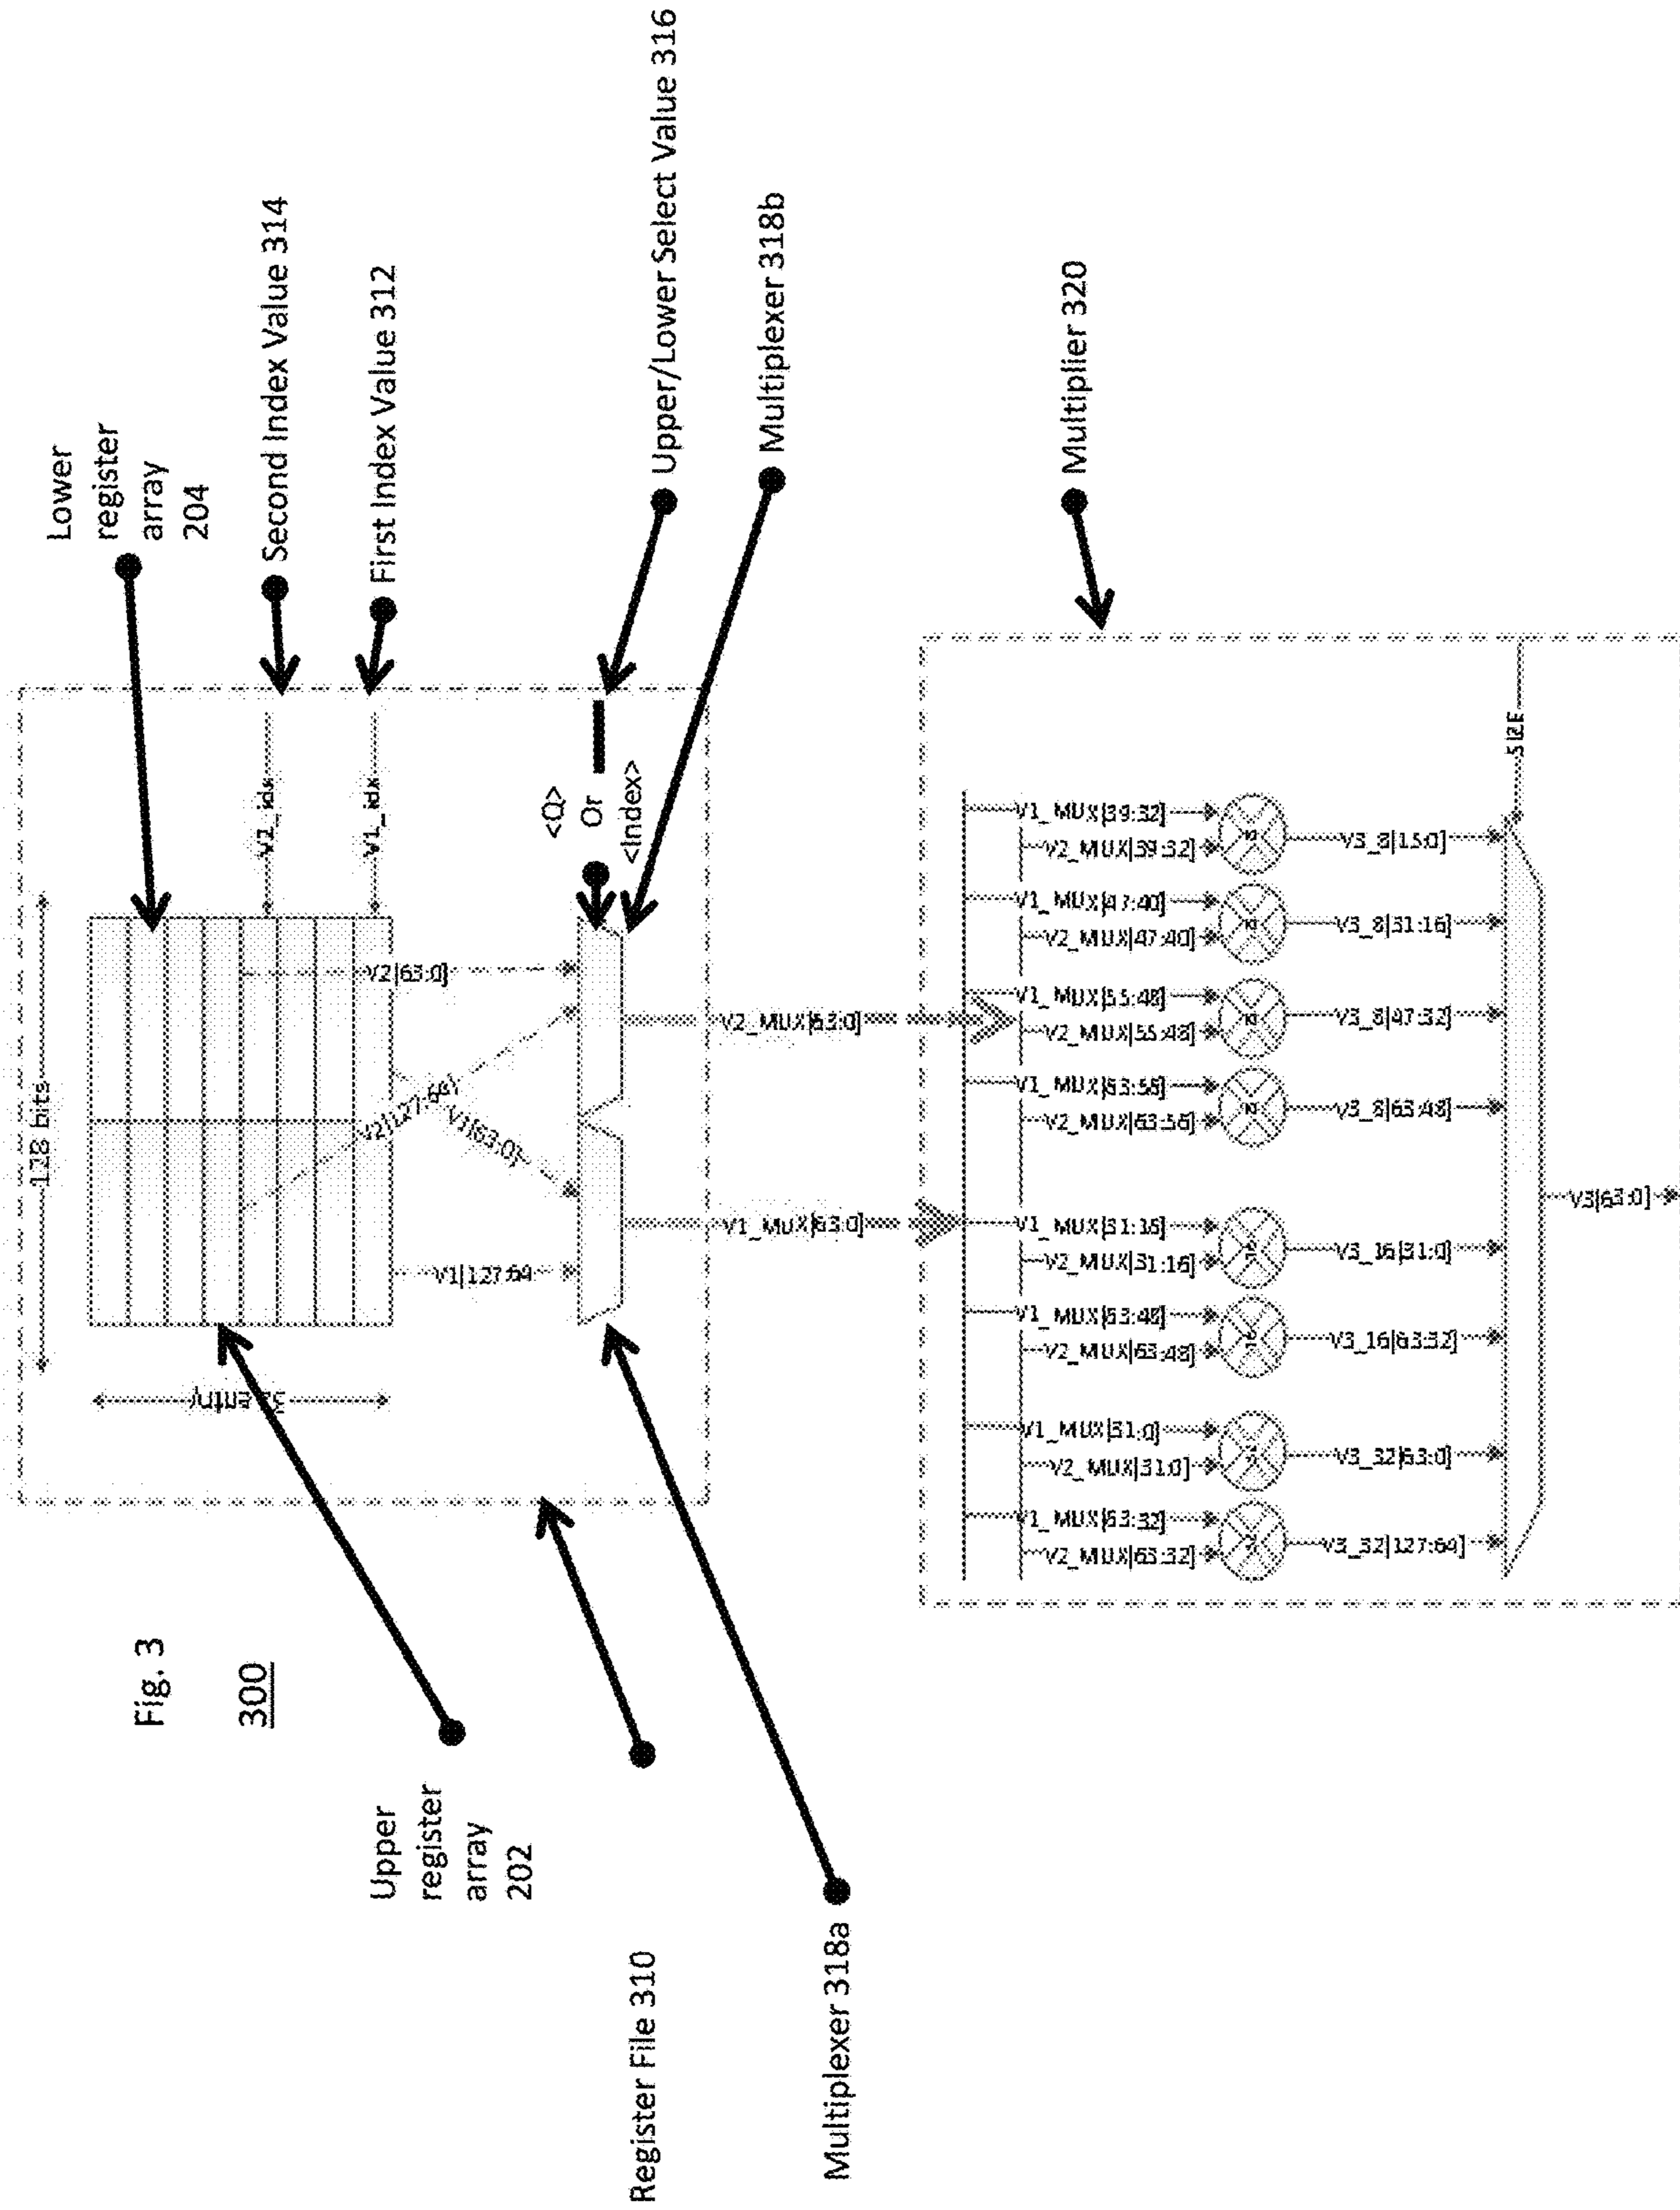 Fig. 3
300
Lower
register
array
204
Second Index Value 314
First Index Value 312
Upper/Lower Select Value 316
Multiplexer 318b
Multiplier 320
Upper
register
array
202
Register File 310
Multiplexer 318a
128 bits
entry
V2_idx
V1_idx
<Q>
Or
<Index>
V2[63:0]
V1[63:0]
V1[127:64
V2_MUX[63:0]
V1_MUX[63:0]
V1_MUX[39:32]
V2_MUX[39:32]
V3_8[15:0]
V1_MUX[47:40]
V2_MUX[47:40]
V3_8[31:16]
V1_MUX[55:48]
V2_MUX[55:48]
V3_8[47:32]
V1_MUX[63:56]
V2_MUX[63:56]
V3_8[63:48]
V1_MUX[31:16]
V2_MUX[31:16]
V3_16[31:0]
V1_MUX[63:48]
V2_MUX[63:48]
V3_16[63:32]
V1_MUX[31:0]
V2_MUX[31:0]
V3_32[63:0]
V1_MUX[63:32]
V2_MUX[63:32]
V3_32[127:64]
SIZE
V3[63:0]